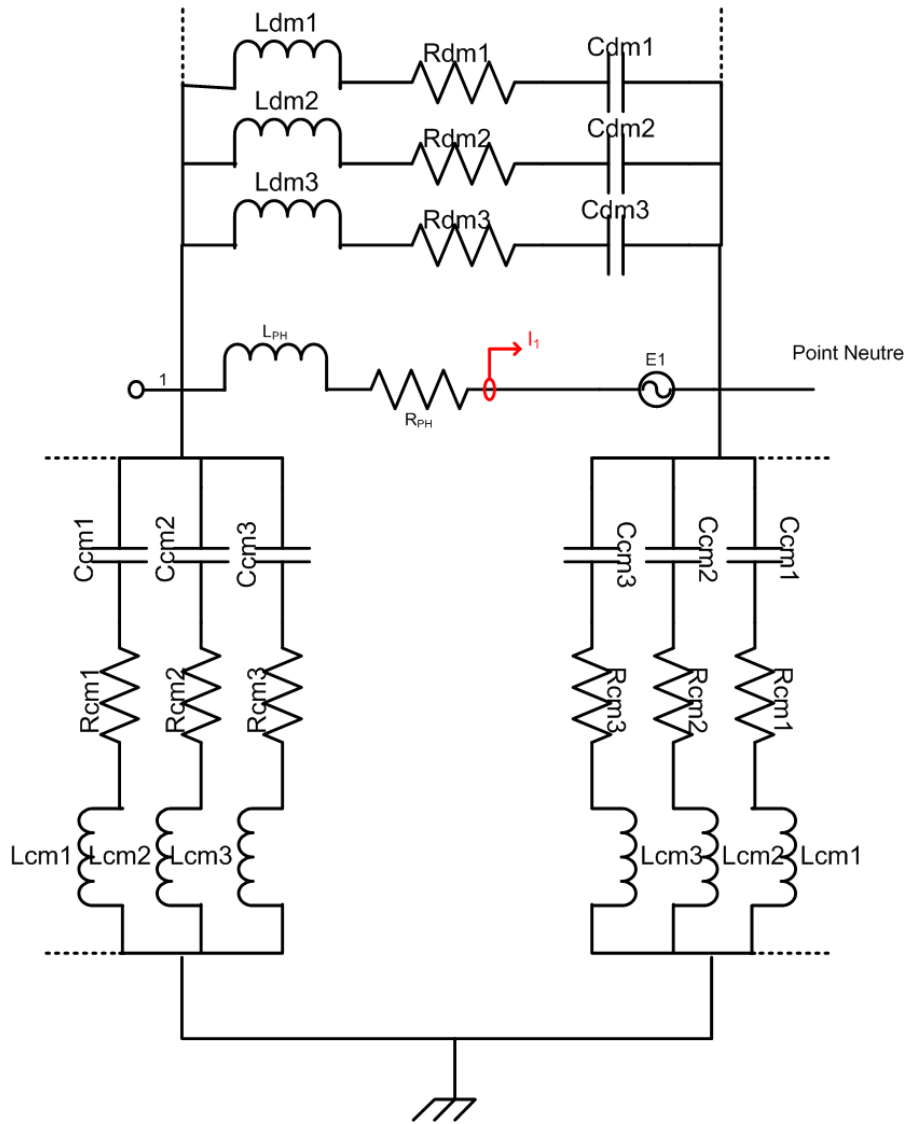 Ldm1
Rdm1
Cdm1
Ldm2
Rdm2
Cdm2
Ldm3
Rdm3
Cdm3
LPH
I1
E1
Point Neutre
1
RPH
Ccm1
Ccm2
Ccm3
Ccm3
Ccm2
Ccm1
Rcm1
Rcm2
Rcm3
Rcm3
Rcm2
Rcm1
Lcm1
Lcm2
Lcm3
Lcm3
Lcm2
Lcm1